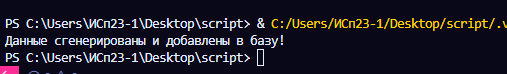 PS C:\Users\ИСп23-1\Desktop\script> & C:/Users/ИСп23-1/Desktop/script/.v
Данные сгенерированы и добавлены в базу!
PS C:\Users\ИСп23-1\Desktop\script>